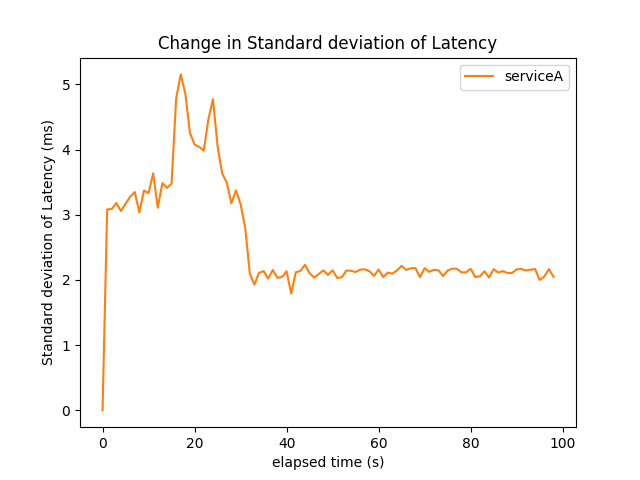 Change in Standard deviation of Latency
serviceA
Standard deviation of Latency (ms)
5
4
3
2
1
0
0 20 40 60 80 100
elapsed time (s)